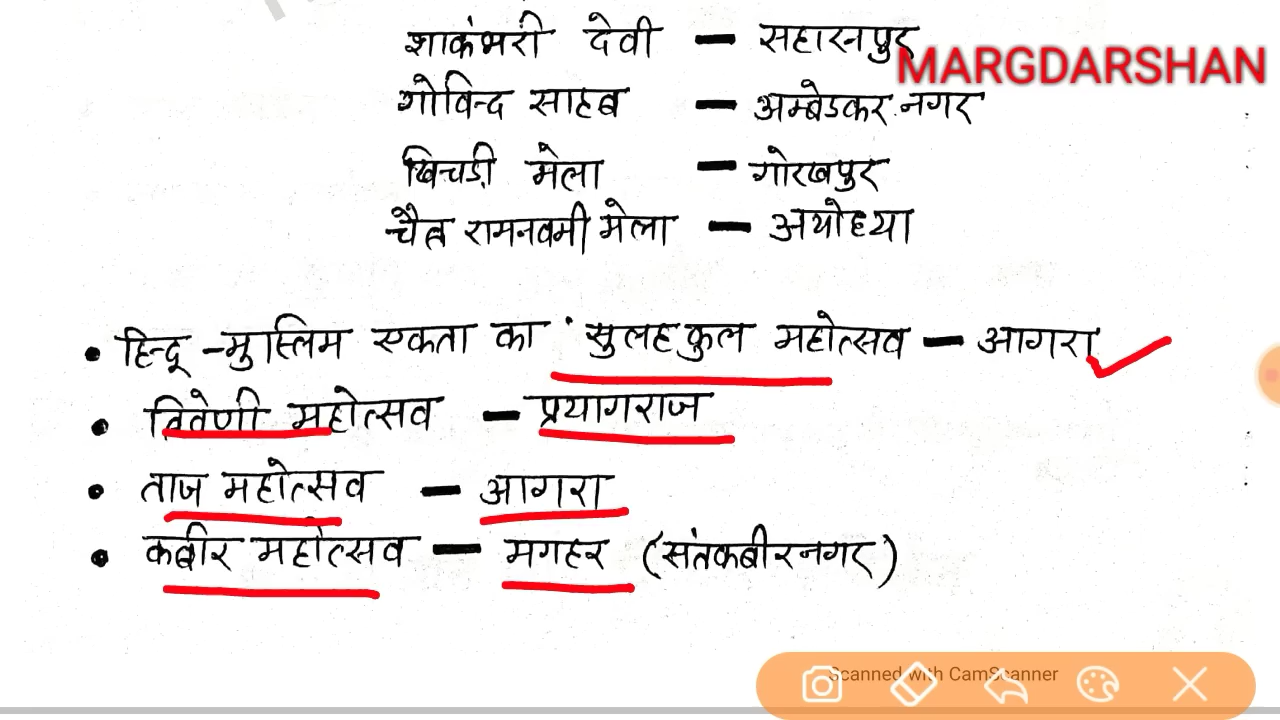 शाकंभरी देवी — सहारनपुर
MARGDARSHAN
गोविन्द साहब — अम्बेडकर नगर
खिचड़ी मेला — गोरखपुर
चैत्र रामनवमी मेला — अयोध्या
• हिन्दू -मुस्लिम एकता का सुलह कुल महोत्सव — आगरा
• त्रिवेणी महोत्सव — प्रयागराज
• ताज महोत्सव — आगरा
• कबीर महोत्सव — मगहर (संतकबीरनगर)
Scanned with CamScanner